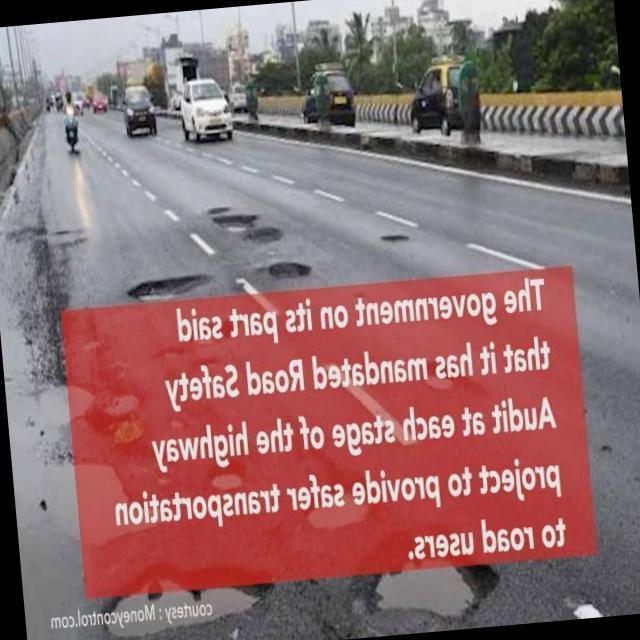 The government on its part said
that it has mandated Road Safety
Audit at each stage of the highway
project to provide safer transportation
to road users.
courtesy : Moneycontrol.com